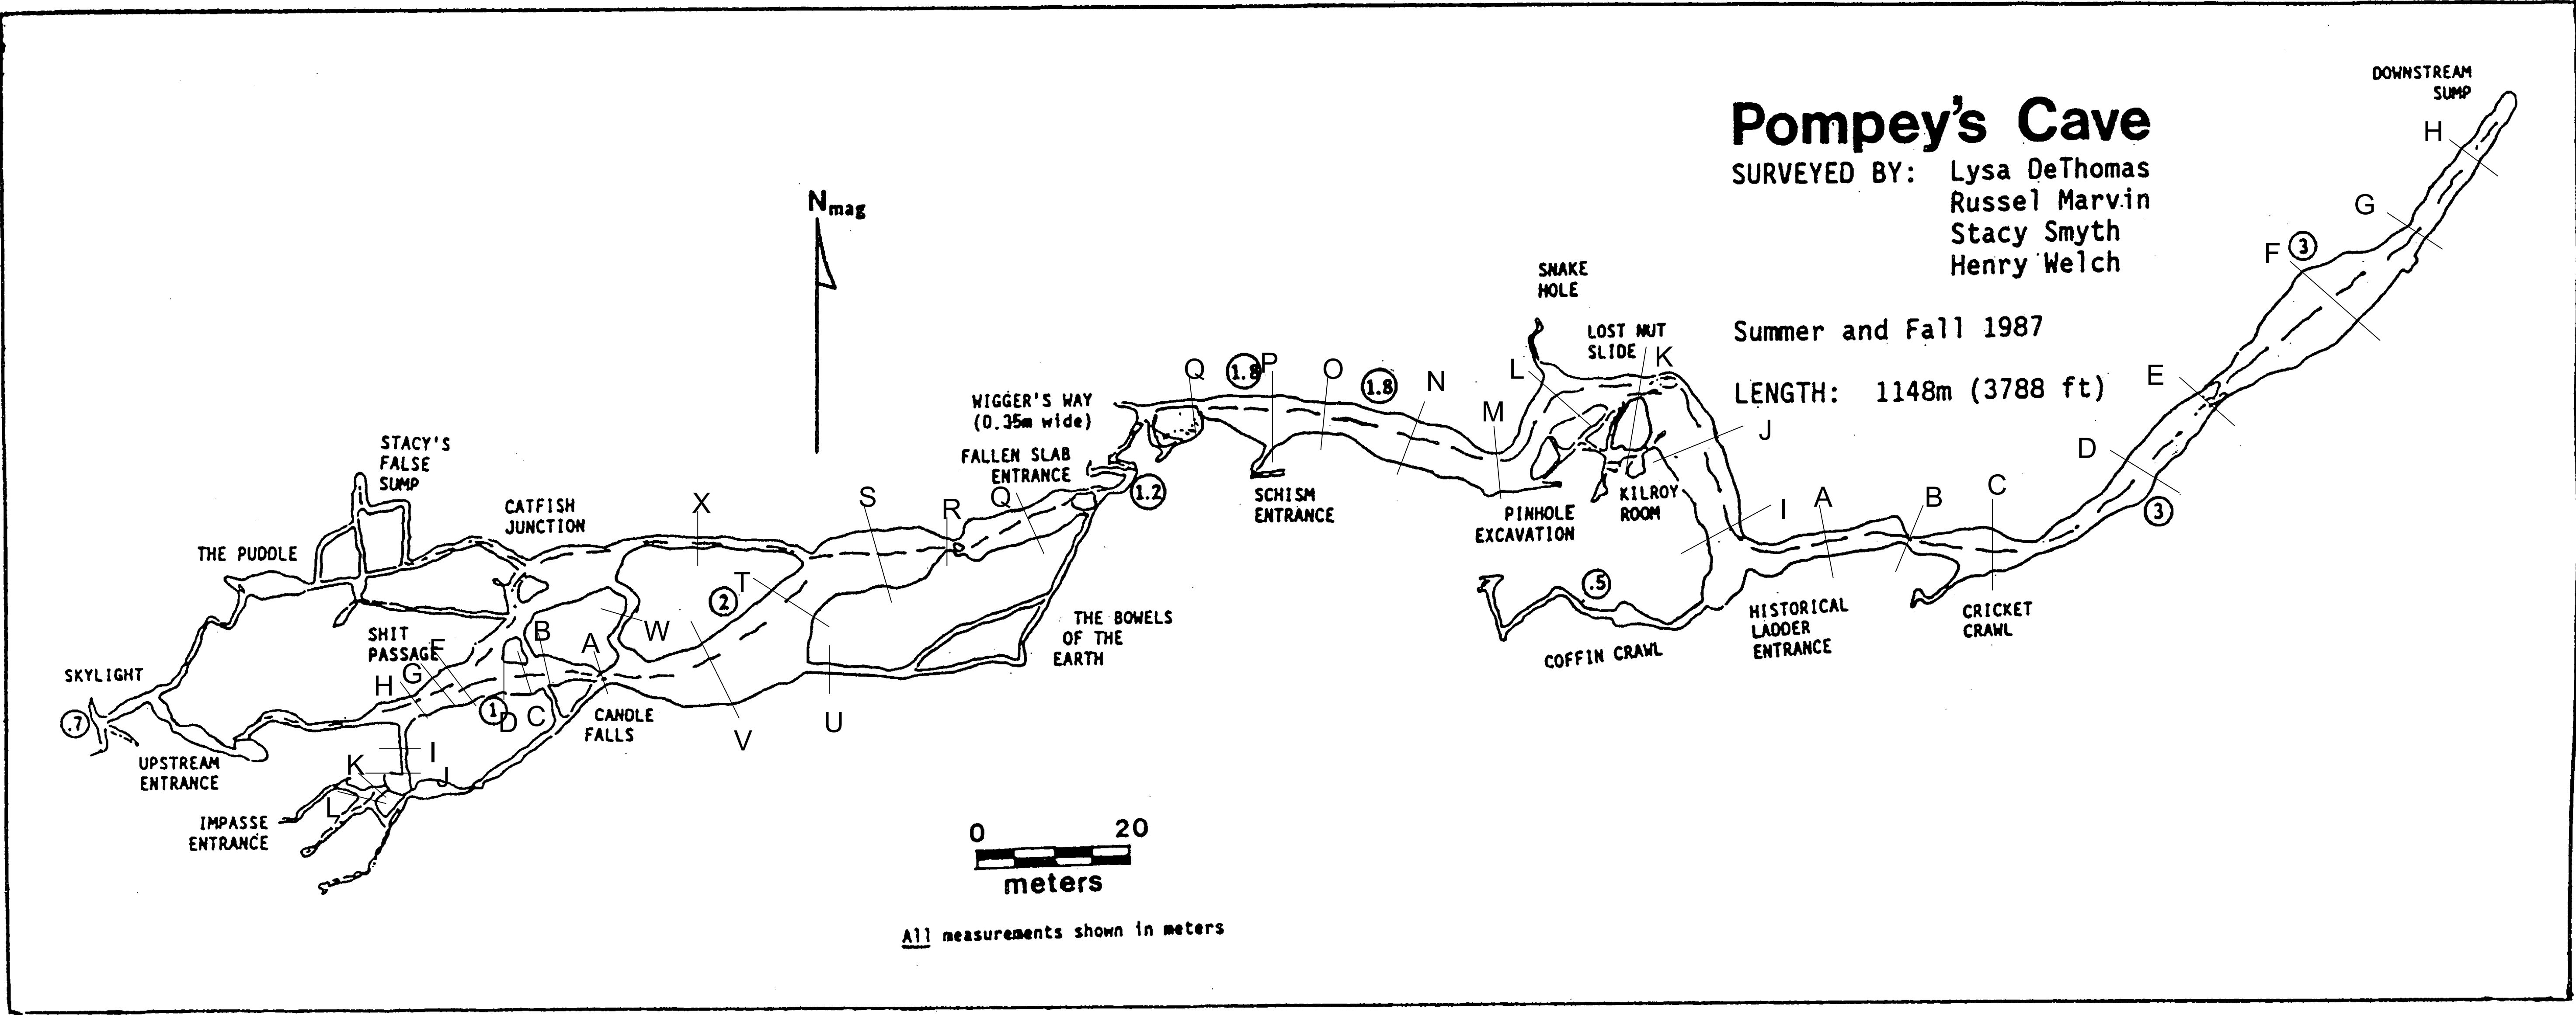 DOWNSTREAM
SUMP
Pompey's Cave
SURVEYED BY: Lysa DeThomas
Russel Marvin
Stacy Smyth
Henry Welch
Summer and Fall 1987
LENGTH: 1148m (3788 ft)
H
G
F 3
E
D
3
C
B
A
I
J
K
L
M
N
O
P
Q
1.8
1.8
Nmag
SNAKE
HOLE
LOST NUT
SLIDE
WIGGER'S WAY
(0.35m wide)
FALLEN SLAB
ENTRANCE
1.2
SCHISM
ENTRANCE
PINHOLE
EXCAVATION
KILROY
ROOM
STACY'S
FALSE
SUMP
CATFISH
JUNCTION
X
S
R
Q
THE PUDDLE
T
2
.5
HISTORICAL
LADDER
ENTRANCE
CRICKET
CRAWL
COFFIN CRAWL
THE BOWELS
OF THE
EARTH
SHIT
PASSAGE
F
G
H
B
A
W
SKYLIGHT
.7
1
D
C
CANDLE
FALLS
V
U
UPSTREAM
ENTRANCE
I
K
J
L
IMPASSE
ENTRANCE
0 20
meters
All measurements shown in meters